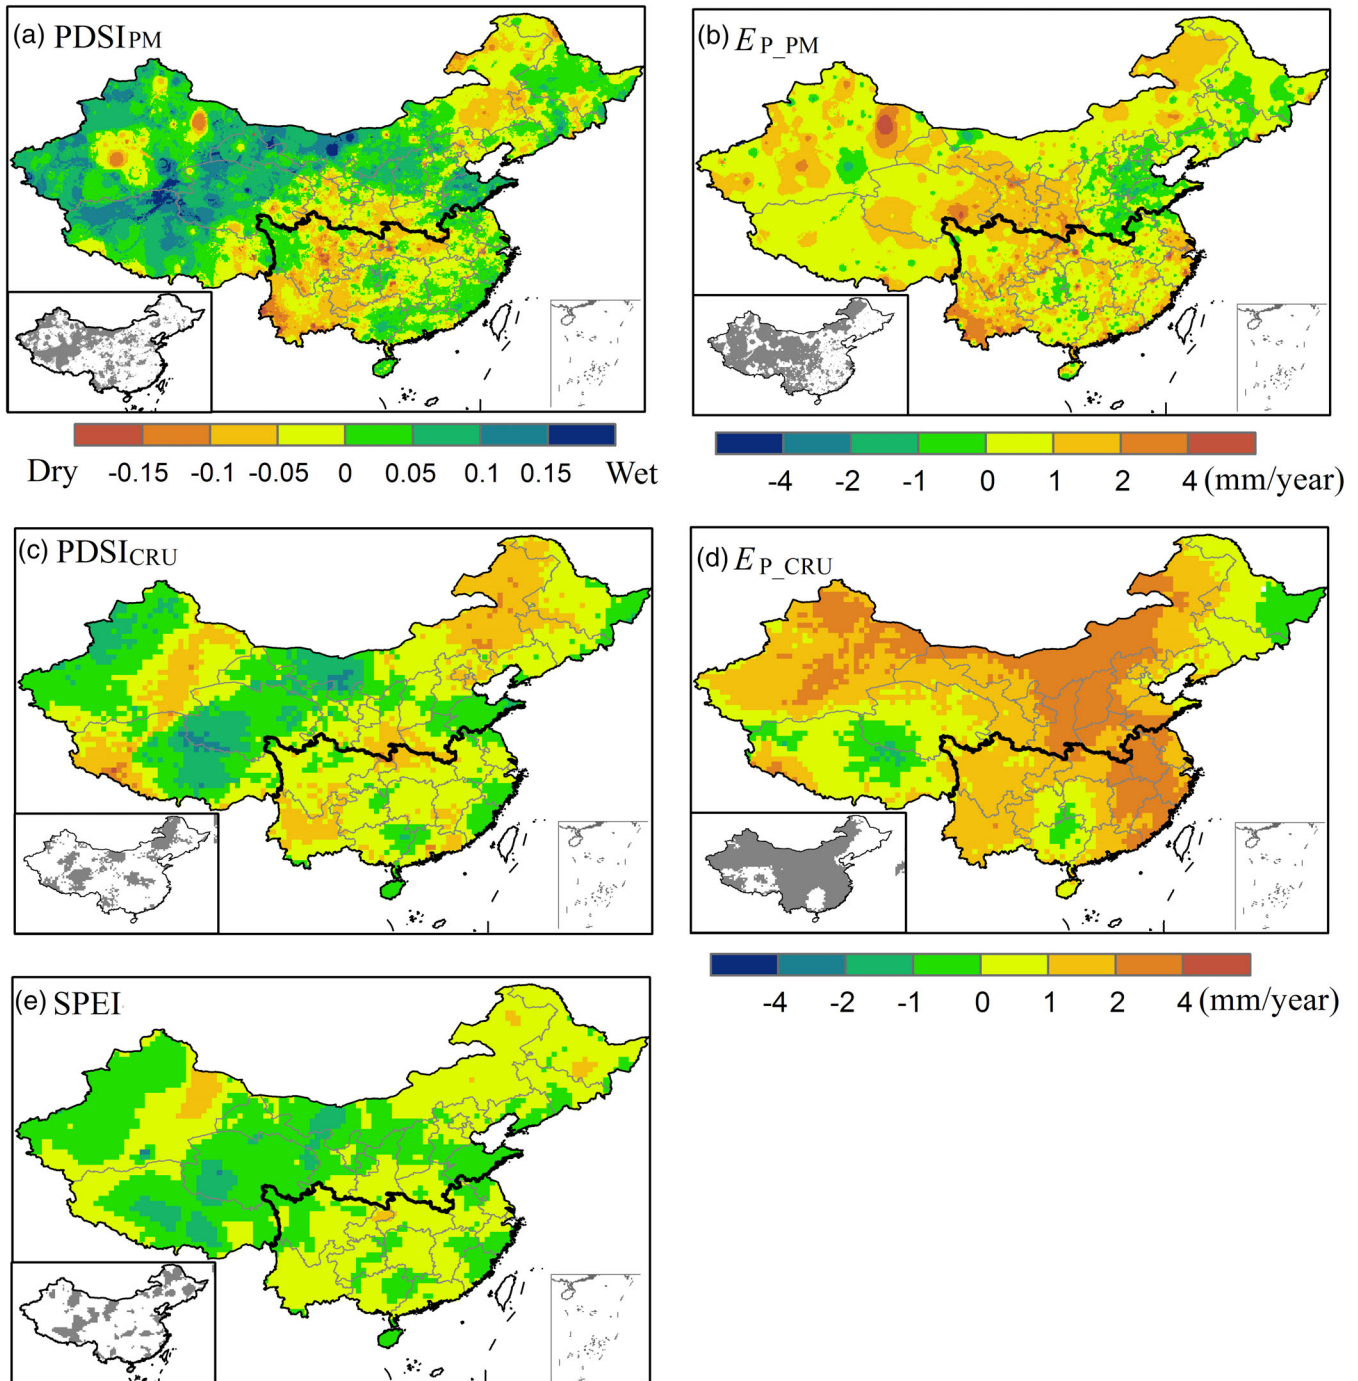 (a) PDSIPM
(b) EP_PM
Dry -0.15 -0.1 -0.05 0 0.05 0.1 0.15 Wet
-4 -2 -1 0 1 2 4 (mm/year)
(c) PDSICRU
(d) EP_CRU
-4 -2 -1 0 1 2 4 (mm/year)
(e) SPEI